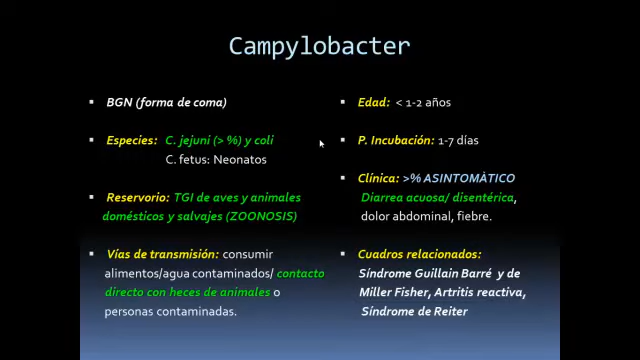 Campylobacter
BGN (forma de coma)
Especies: C. jejuni (> %) y coli
C. fetus: Neonatos
Reservorio: TGI de aves y animales
domésticos y salvajes (ZOONOSIS)
Vías de transmisión: consumir
alimentos/agua contaminados/ contacto
directo con heces de animales o
personas contaminadas.
Edad: < 1-2 años
P. Incubación: 1-7 días
Clínica: >% ASINTOMÀTICO
Diarrea acuosa/ disentérica,
dolor abdominal, fiebre.
Cuadros relacionados:
Síndrome Guillain Barré y de
Miller Fisher, Artritis reactiva,
Síndrome de Reiter